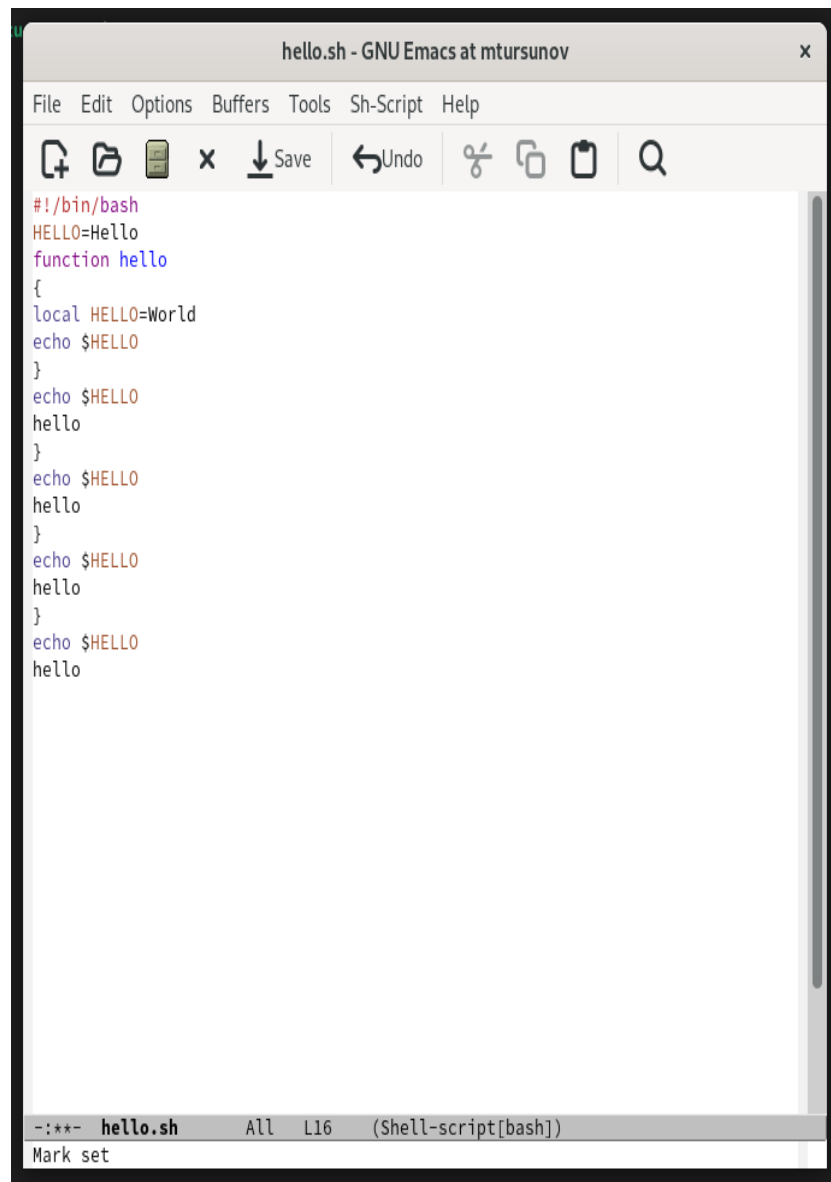 hello.sh - GNU Emacs at mtursunov
File Edit Options Buffers Tools Sh-Script Help
Save Undo
#!/bin/bash
HELLO=Hello
function hello
{
local HELLO=World
echo $HELLO
}
echo $HELLO
hello
}
echo $HELLO
hello
}
echo $HELLO
hello
}
echo $HELLO
hello
-:**- hello.sh All L16 (Shell-script[bash])
Mark set